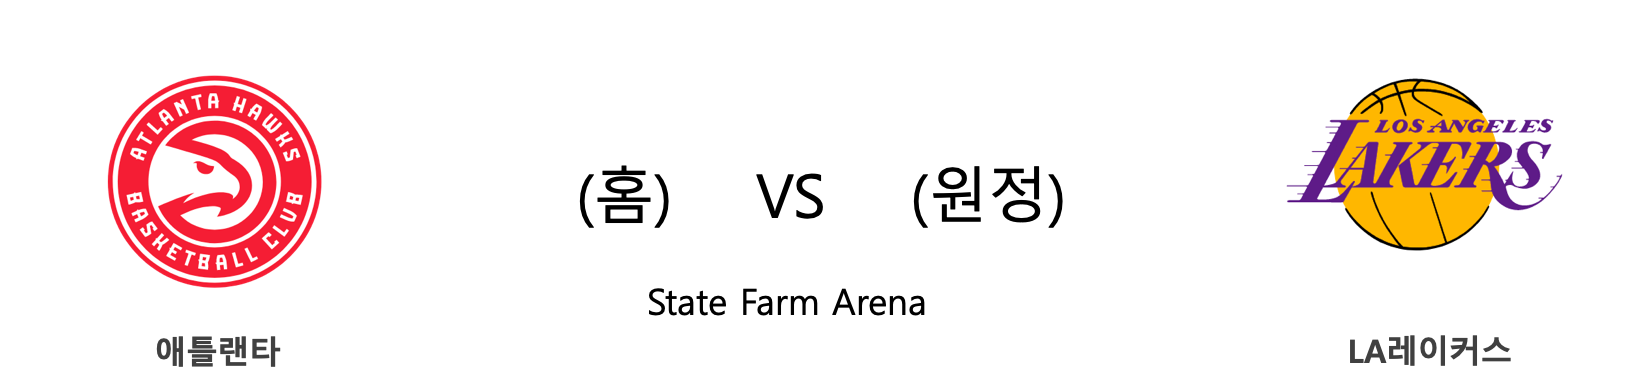 ATLANTA HAWKS
BASKETBALL CLUB
(홈) VS (원정)
LOS ANGELES
LAKERS
State Farm Arena
애틀랜타
LA레이커스